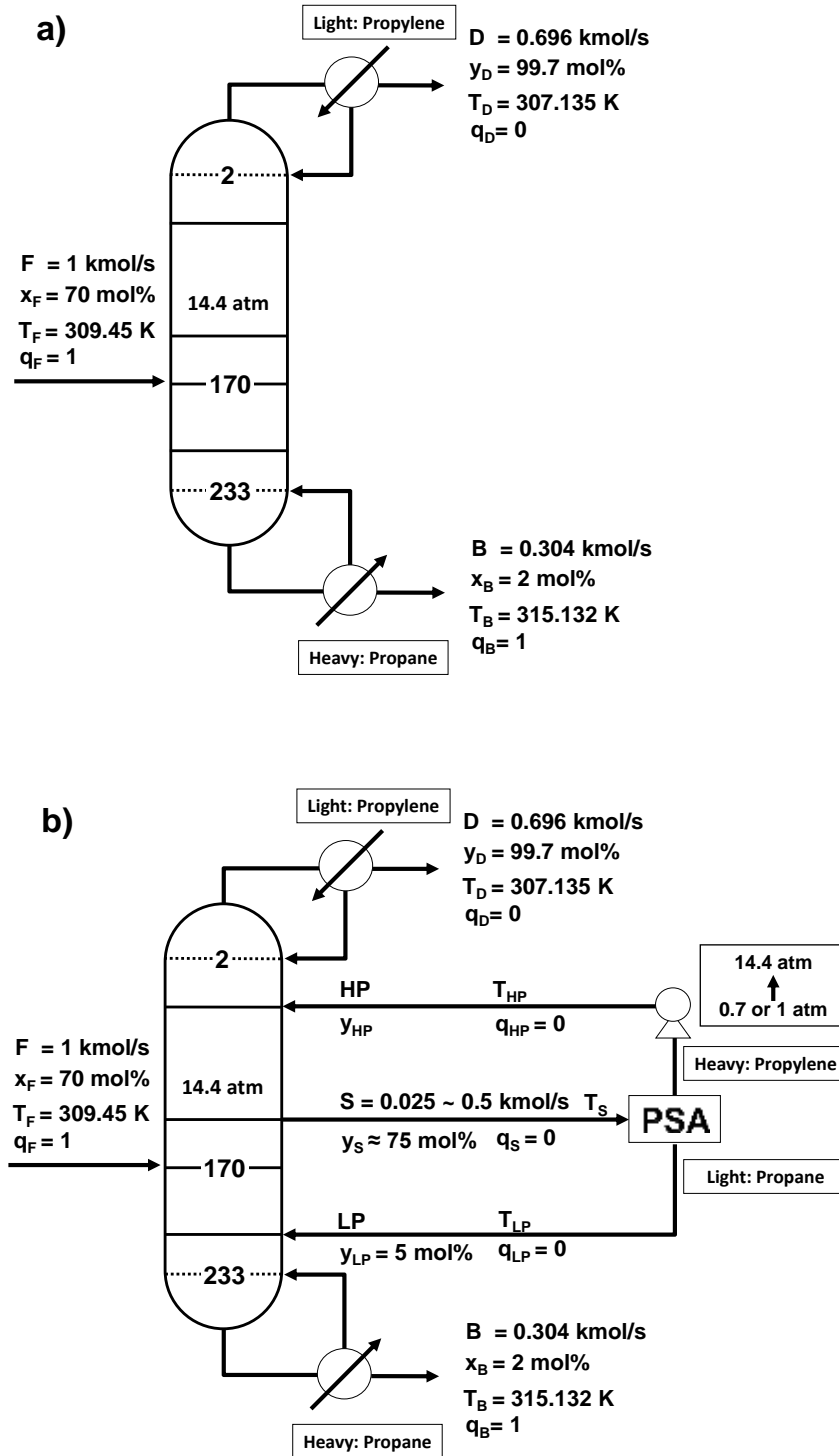 a)
Light: Propylene
D = 0.696 kmol/s
y_D = 99.7 mol%
T_D = 307.135 K
q_D= 0
2
F = 1 kmol/s
x_F = 70 mol%
T_F = 309.45 K
q_F = 1
14.4 atm
170
233
B = 0.304 kmol/s
x_B = 2 mol%
T_B = 315.132 K
q_B= 1
Heavy: Propane
b)
Light: Propylene
D = 0.696 kmol/s
y_D = 99.7 mol%
T_D = 307.135 K
q_D= 0
2
HP T_HP
y_HP q_HP = 0
14.4 atm
0.7 or 1 atm
Heavy: Propylene
F = 1 kmol/s
x_F = 70 mol%
T_F = 309.45 K
q_F = 1
14.4 atm
S = 0.025 ~ 0.5 kmol/s T_S
y_S ≈ 75 mol% q_S = 0
PSA
170
Light: Propane
LP T_LP
y_LP = 5 mol% q_LP = 0
233
B = 0.304 kmol/s
x_B = 2 mol%
T_B = 315.132 K
q_B = 1
Heavy: Propane